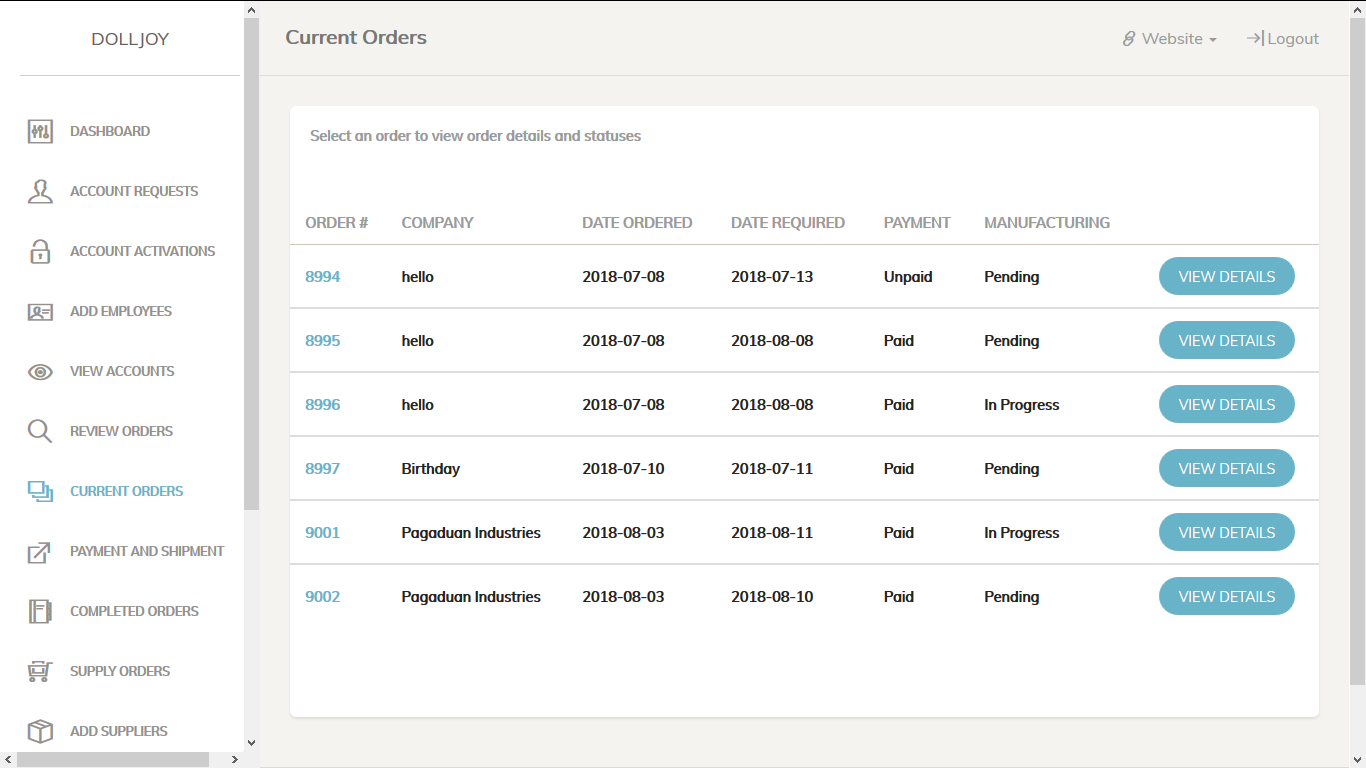 DOLLJOY
Current Orders
Website
Logout
DASHBOARD
ACCOUNT REQUESTS
ACCOUNT ACTIVATIONS
ADD EMPLOYEES
VIEW ACCOUNTS
REVIEW ORDERS
CURRENT ORDERS
PAYMENT AND SHIPMENT
COMPLETED ORDERS
SUPPLY ORDERS
ADD SUPPLIERS
Select an order to view order details and statuses
ORDER # COMPANY DATE ORDERED DATE REQUIRED PAYMENT MANUFACTURING
8994 hello 2018-07-08 2018-07-13 Unpaid Pending VIEW DETAILS
8995 hello 2018-07-08 2018-08-08 Paid Pending VIEW DETAILS
8996 hello 2018-07-08 2018-08-08 Paid In Progress VIEW DETAILS
8997 Birthday 2018-07-10 2018-07-11 Paid Pending VIEW DETAILS
9001 Pagaduan Industries 2018-08-03 2018-08-11 Paid In Progress VIEW DETAILS
9002 Pagaduan Industries 2018-08-03 2018-08-10 Paid Pending VIEW DETAILS